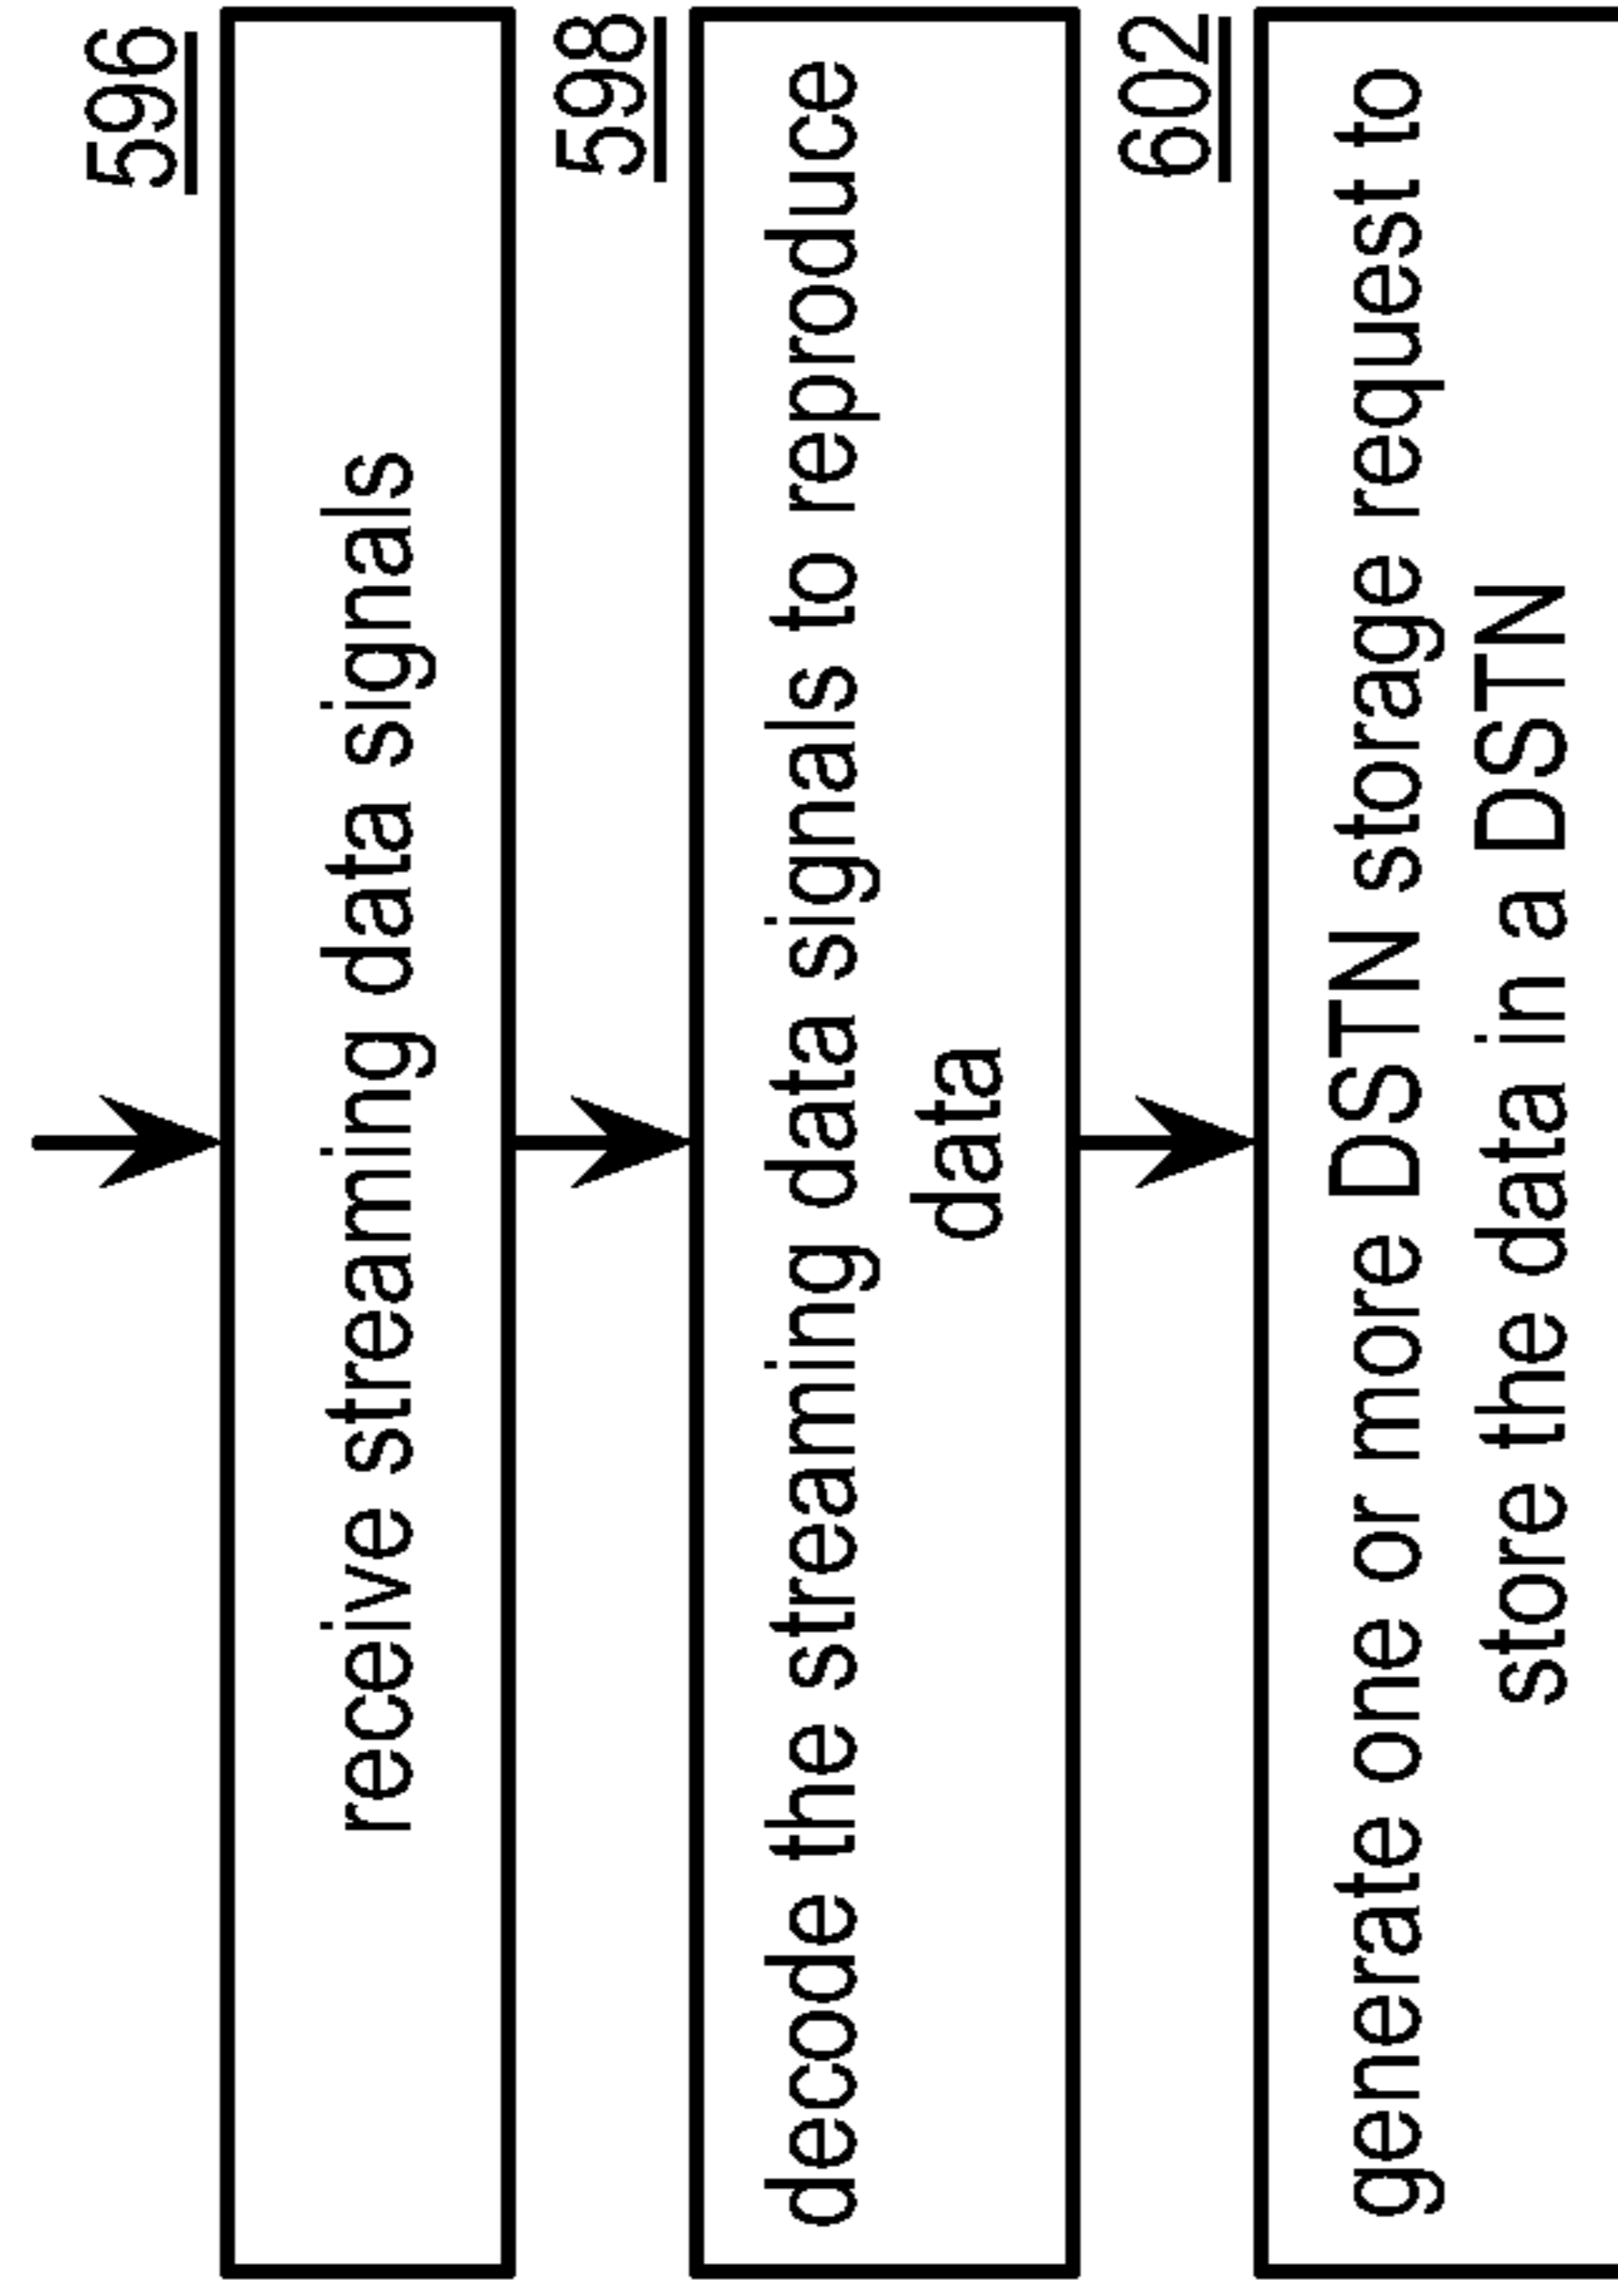 596
receive streaming data signals
598
decode the streaming data signals to reproduce
data
602
generate one or more DSTN storage request to
store the data in a DSTN